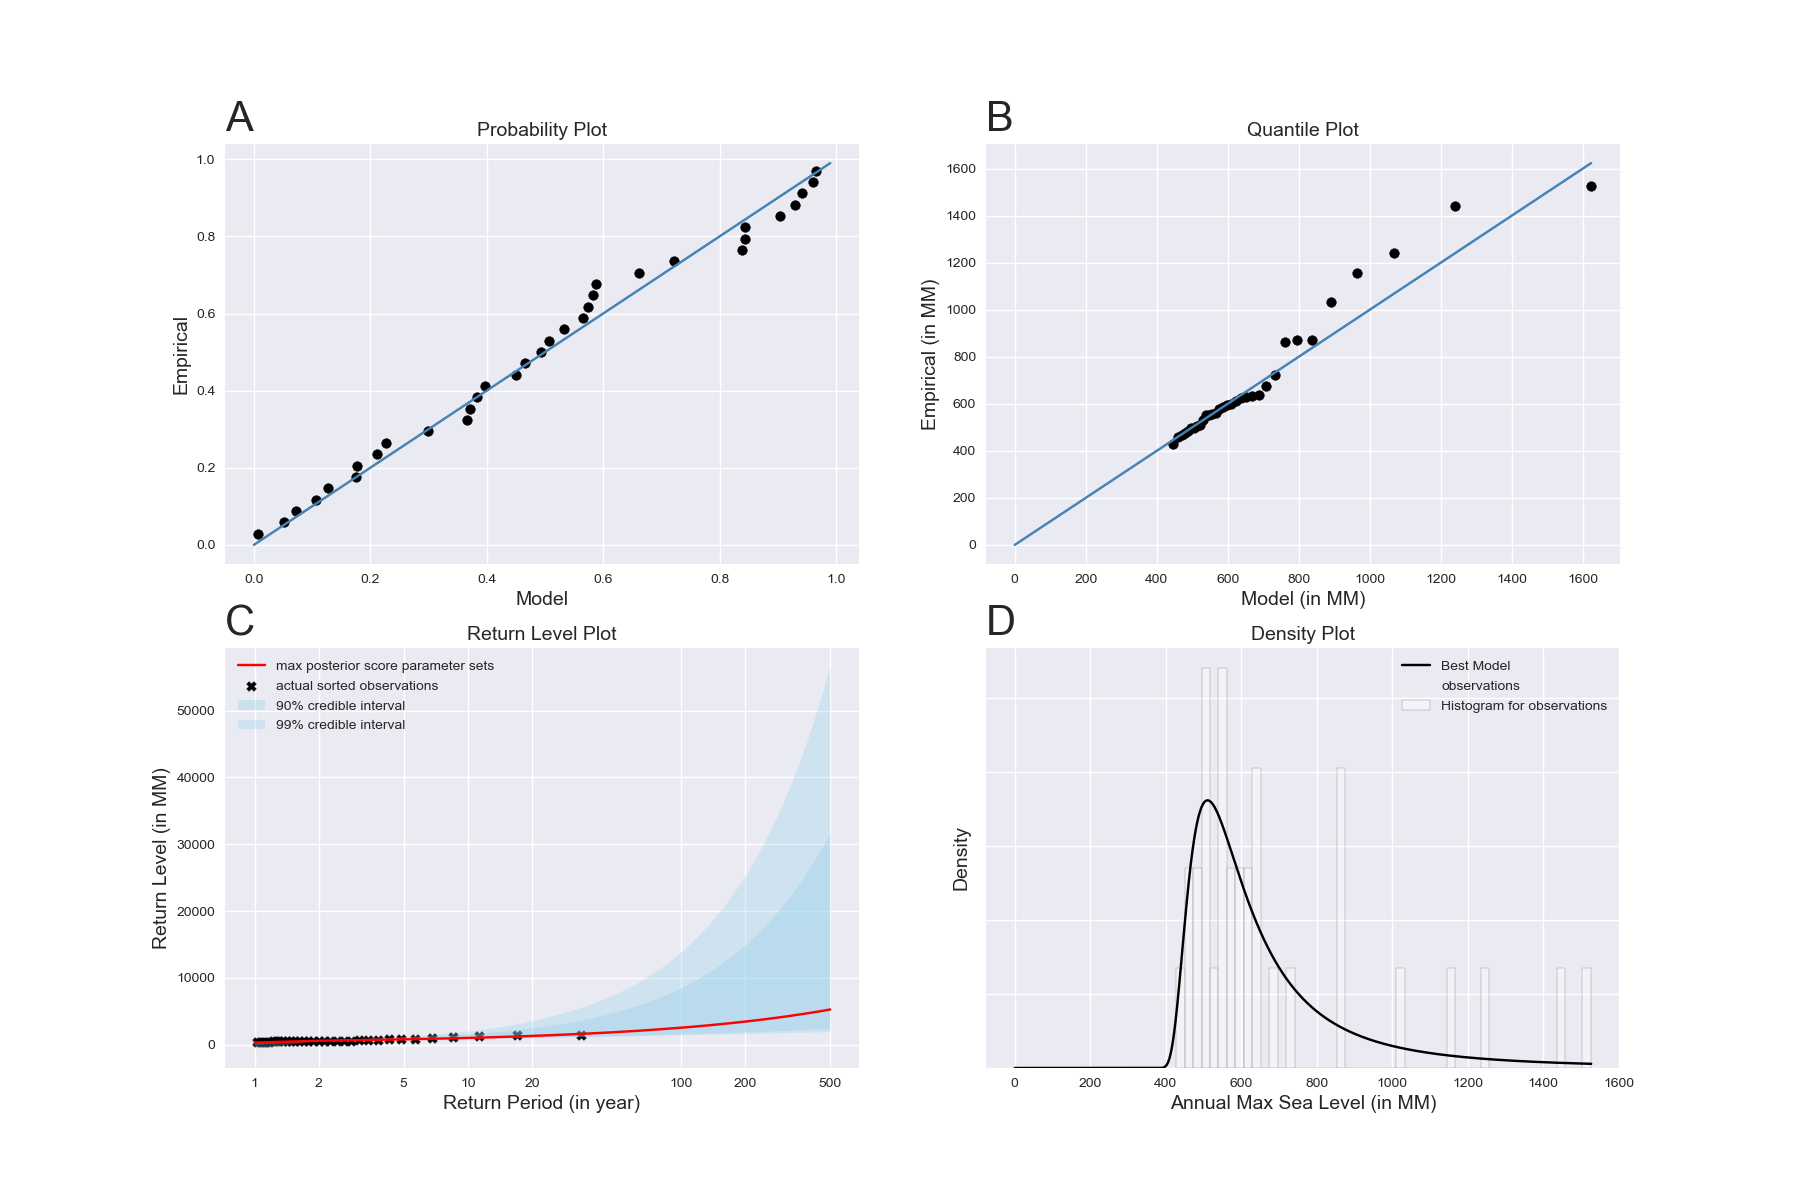 A
Probability Plot
1.0
0.8
0.6
0.4
0.2
0.0
Empirical
0.0 0.2 0.4 0.6 0.8 1.0
Model
B
Quantile Plot
1600
1400
1200
1000
800
600
400
200
0
Empirical (in MM)
0 200 400 600 800 1000 1200 1400 1600
Model (in MM)
C
Return Level Plot
max posterior score parameter sets
actual sorted observations
90% credible interval
99% credible interval
50000
40000
30000
20000
10000
0
Return Level (in MM)
1 2 5 10 20 100 200 500
Return Period (in year)
D
Density Plot
Best Model
observations
Histogram for observations
Density
0 200 400 600 800 1000 1200 1400 1600
Annual Max Sea Level (in MM)